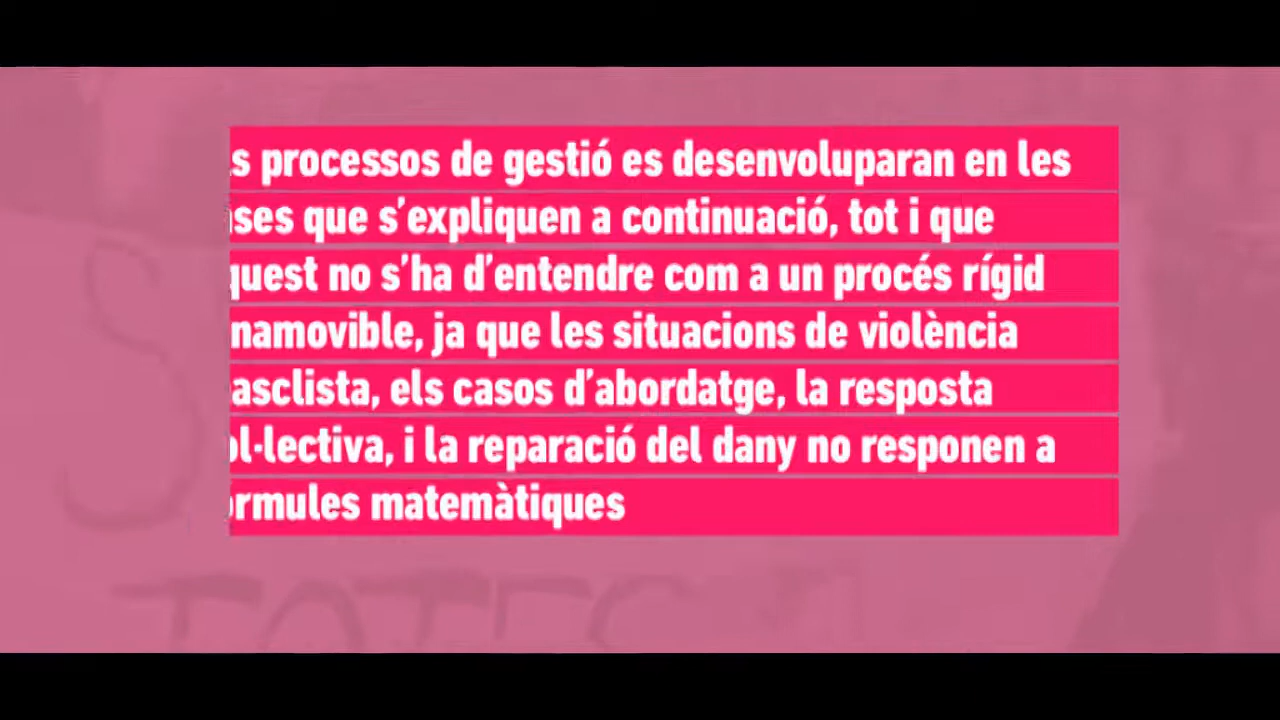 s processos de gestió es desenvoluparan en les
ses que s'expliquen a continuació, tot i que
quest no s'ha d'entendre com a un procés rígid
namovible, ja que les situacions de violència
asclista, els casos d'abordatge, la resposta
ol·lectiva, i la reparació del dany no responen a
ormules matemàtiques
TOTES